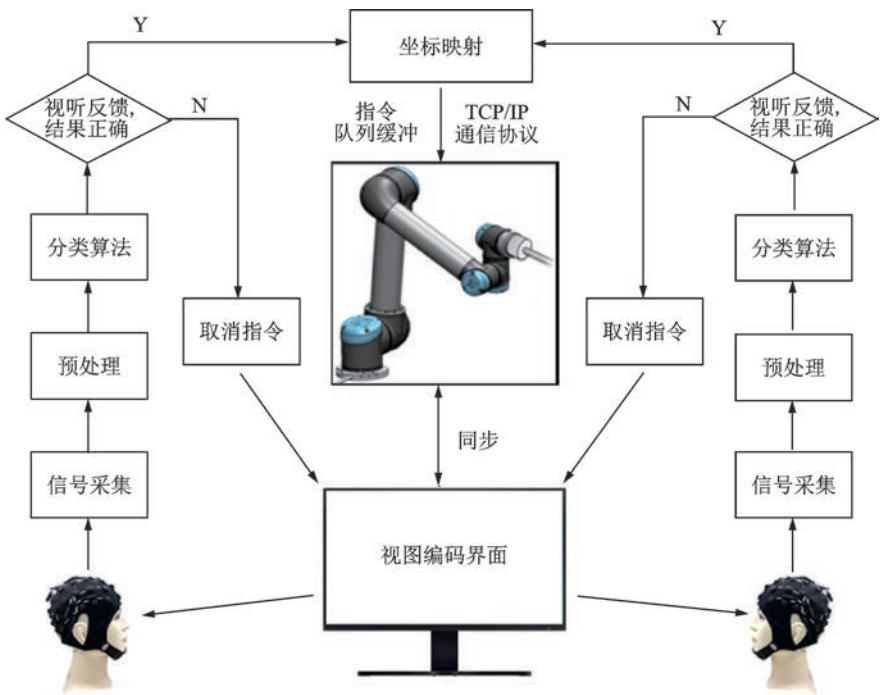 Y
坐标映射
Y
视听反馈,
结果正确
N
指令
队列缓冲
TCP/IP
通信协议
N
视听反馈,
结果正确
分类算法
分类算法
取消指令
取消指令
预处理
预处理
同步
信号采集
信号采集
视图编码界面